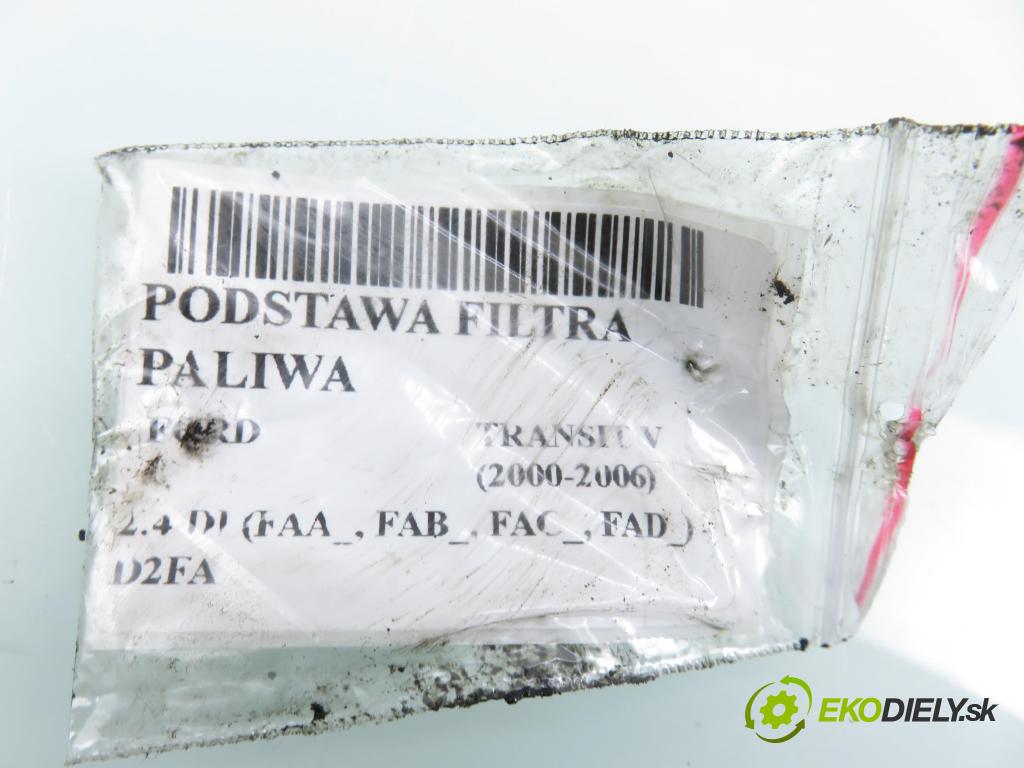 PODSTAWA FILTRA
PALIWA
FORD TRANSIT V
(2000-2006)
2.4 DI (FAA_, FAB_, FAC_, FAD_)
D2FA
EKODIELY.sk